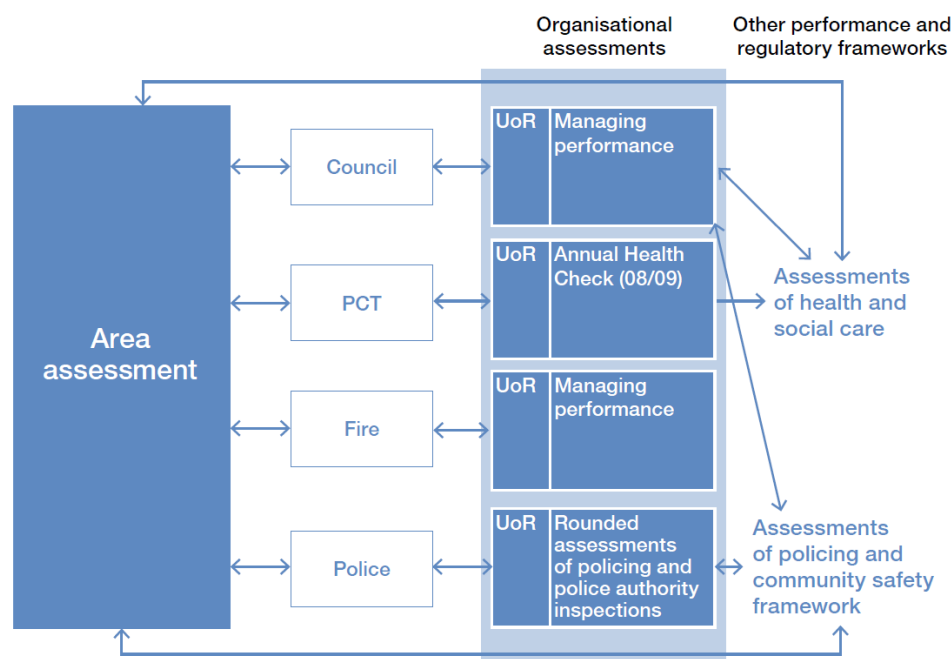 Organisational
assessments
Other performance and
regulatory frameworks
Area
assessment
Council
UoR
Managing
performance
PCT
UoR
Annual Health
Check (08/09)
Assessments
of health and
social care
Fire
UoR
Managing
performance
Police
UoR
Rounded
assessments
of policing and
police authority
inspections
Assessments
of policing and
community safety
framework